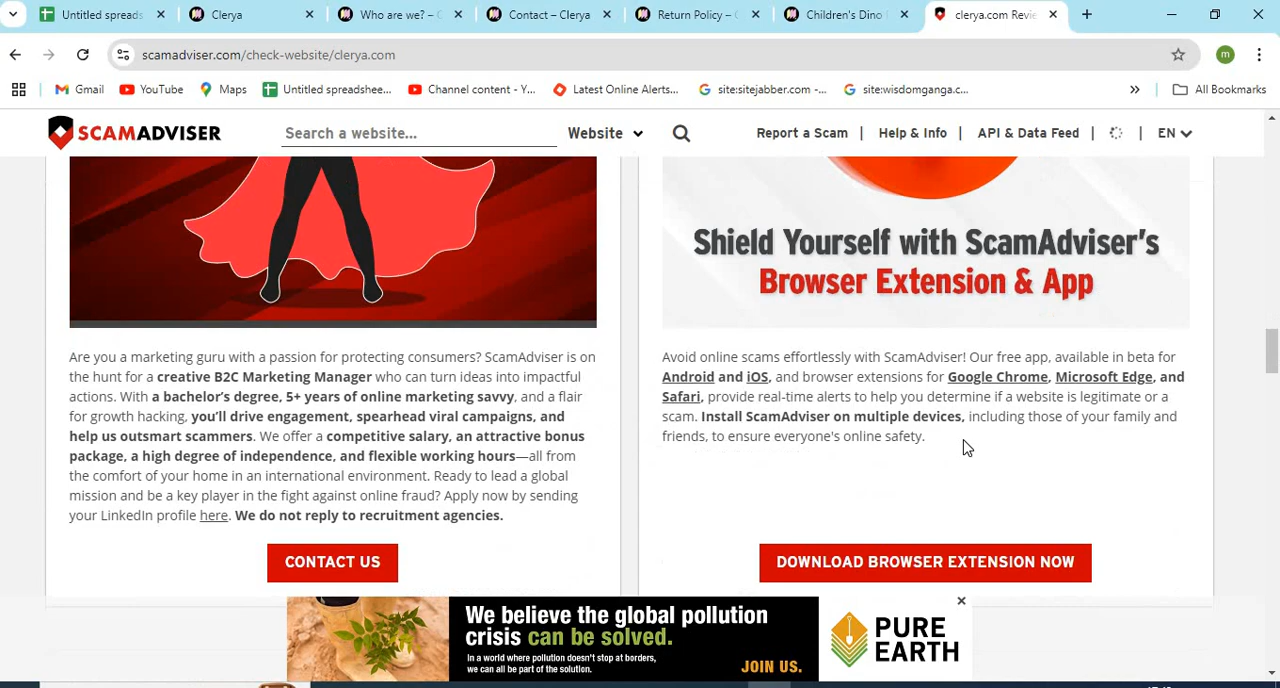 Untitled spreads
Clerya
Who are we? – G
Contact – Clerya
Return Policy – C
Children's Dino
clerya.com Revie
scamadviser.com/check-website/clerya.com
m
Gmail
YouTube
Maps
Untitled spreadshee...
Channel content - Y...
Latest Online Alerts...
site:sitejabber.com -...
site:wisdomganga.c...
All Bookmarks
SCAMADVISER
Search a website...
Website
Report a Scam
Help & Info
API & Data Feed
EN
Shield Yourself with ScamAdviser's
Browser Extension & App
Are you a marketing guru with a passion for protecting consumers? ScamAdviser is on
the hunt for a creative B2C Marketing Manager who can turn ideas into impactful
actions. With a bachelor's degree, 5+ years of online marketing savvy, and a flair
for growth hacking, you'll drive engagement, spearhead viral campaigns, and
help us outsmart scammers. We offer a competitive salary, an attractive bonus
package, a high degree of independence, and flexible working hours—all from
the comfort of your home in an international environment. Ready to lead a global
mission and be a key player in the fight against online fraud? Apply now by sending
your LinkedIn profile here. We do not reply to recruitment agencies.
CONTACT US
Avoid online scams effortlessly with ScamAdviser! Our free app, available in beta for
Android and iOS, and browser extensions for Google Chrome, Microsoft Edge, and
Safari, provide real-time alerts to help you determine if a website is legitimate or a
scam. Install ScamAdviser on multiple devices, including those of your family and
friends, to ensure everyone's online safety.
DOWNLOAD BROWSER EXTENSION NOW
We believe the global pollution
crisis can be solved.
In a world where pollution doesn't stop at borders,
we can all be part of the solution.
JOIN US.
PURE
EARTH